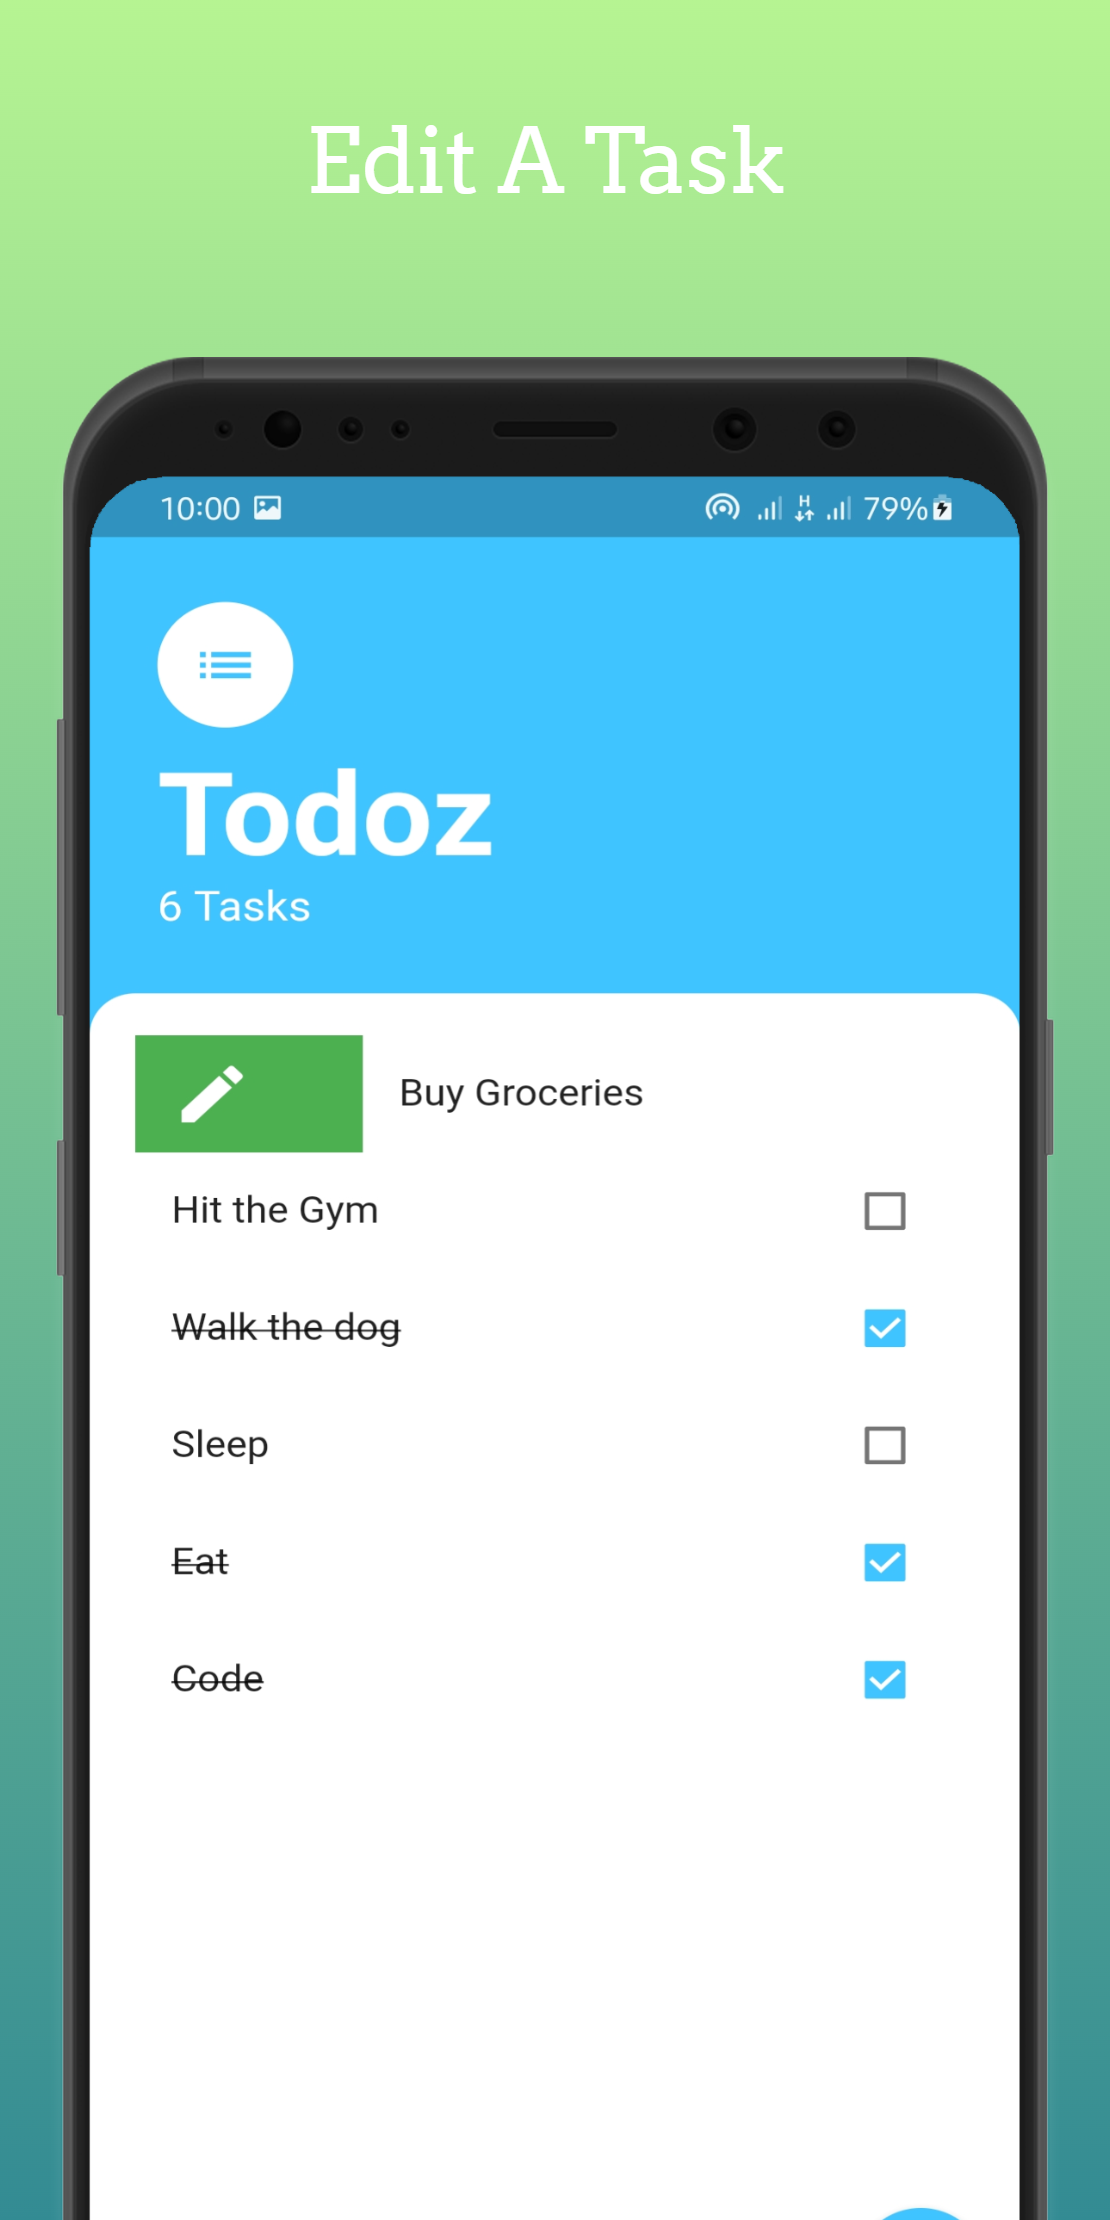 Edit A Task
10:00 H 79%
Todoz
6 Tasks
Buy Groceries
Hit the Gym
Walk the dog
Sleep
Eat
Code